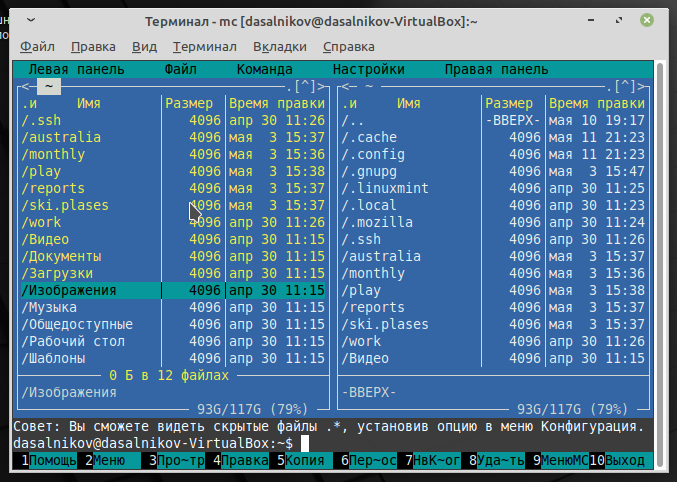 Терминал - mc [dasalnikov@dasalnikov-VirtualBox]:~
Файл Правка Вид Терминал Вкладки Справка
Левая панель Файл Команда Настройки Правая панель
<─ ~ ─ .[^]> <─ ~ ─ .[^]>
.и Имя Размер Время правки .и Имя Размер Время правки
/.ssh 4096 апр 30 11:26 /.. -ВВЕРХ- мая 10 19:17
/australia 4096 мая 3 15:37 /.cache 4096 мая 11 21:23
/monthly 4096 мая 3 15:36 /.config 4096 мая 11 21:23
/play 4096 мая 3 15:38 /.gnupg 4096 мая 3 15:47
/reports 4096 мая 3 15:37 /.linuxmint 4096 апр 30 11:25
/ski.plases 4096 мая 3 15:37 /.local 4096 апр 30 11:23
/work 4096 апр 30 11:26 /.mozilla 4096 апр 30 11:24
/Видео 4096 апр 30 11:15 /.ssh 4096 апр 30 11:26
/Документы 4096 апр 30 11:15 /australia 4096 мая 3 15:37
/Загрузки 4096 апр 30 11:15 /monthly 4096 мая 3 15:36
/Изображения 4096 апр 30 11:15 /play 4096 мая 3 15:38
/Музыка 4096 апр 30 11:15 /reports 4096 мая 3 15:37
/Общедоступные 4096 апр 30 11:15 /ski.plases 4096 мая 3 15:37
/Рабочий стол 4096 апр 30 11:15 /work 4096 апр 30 11:26
/Шаблоны 4096 апр 30 11:15 /Видео 4096 апр 30 11:15
0 Б в 12 файлах
/Изображения -ВВЕРХ-
93G/117G (79%) 93G/117G (79%)
Совет: Вы сможете видеть скрытые файлы .*, установив опцию в меню Конфигурация.
dasalnikov@dasalnikov-VirtualBox:~$
1Помощь 2Меню 3Про~тр 4Правка 5Копия 6Пер~ос 7НвК~ог 8Уда~ть 9МенюMC 10Выход